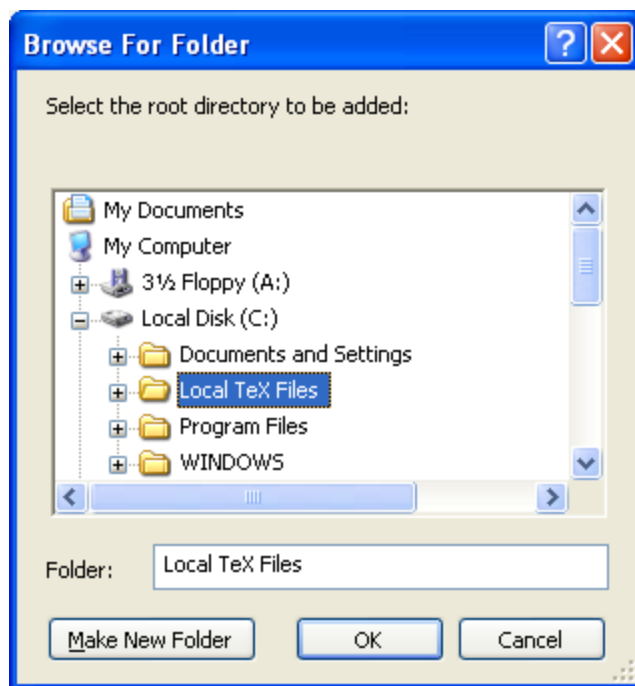 Browse For Folder
Select the root directory to be added:
My Documents
My Computer
3½ Floppy (A:)
Local Disk (C:)
Documents and Settings
Local TeX Files
Program Files
WINDOWS
Folder: Local TeX Files
Make New Folder OK Cancel